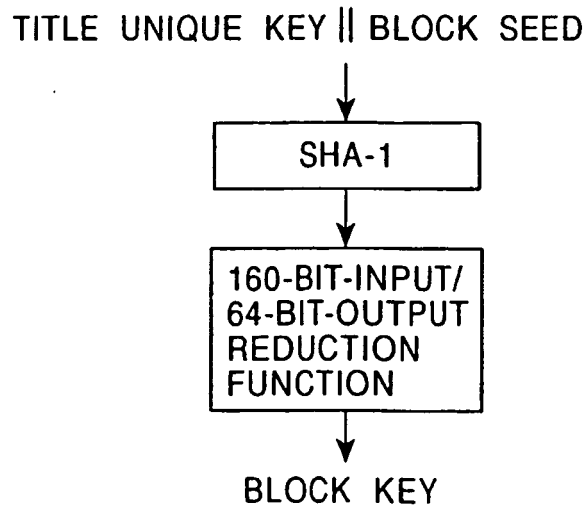 TITLE UNIQUE KEY || BLOCK SEED
SHA-1
160-BIT-INPUT/
64-BIT-OUTPUT
REDUCTION
FUNCTION
BLOCK KEY